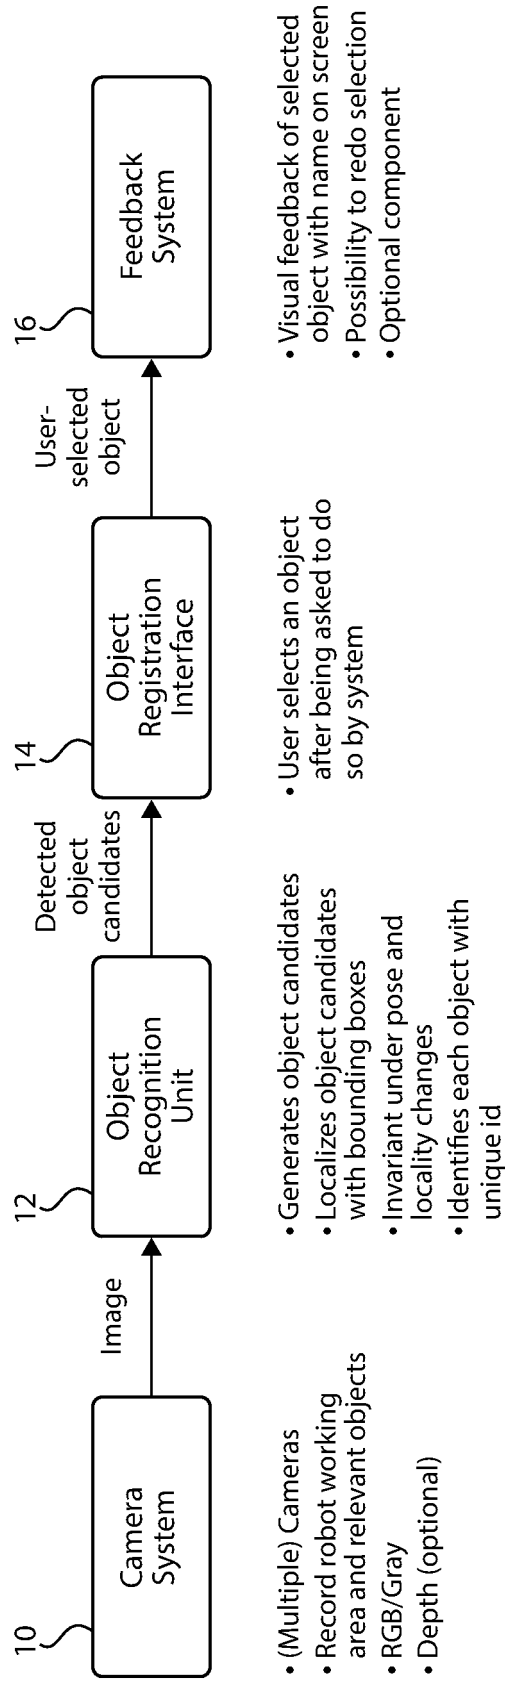 10
Camera
System
• (Multiple) Cameras
• Record robot working
area and relevant objects
• RGB/Gray
• Depth (optional)
Image
12
Object
Recognition
Unit
• Generates object candidates
• Localizes object candidates
with bounding boxes
• Invariant under pose and
locality changes
• Identifies each object with
unique id
Detected
object
candidates
14
Object
Registration
Interface
• User selects an object
after being asked to do
so by system
User-
selected
object
16
Feedback
System
• Visual feedback of selected
object with name on screen
• Possibility to redo selection
• Optional component